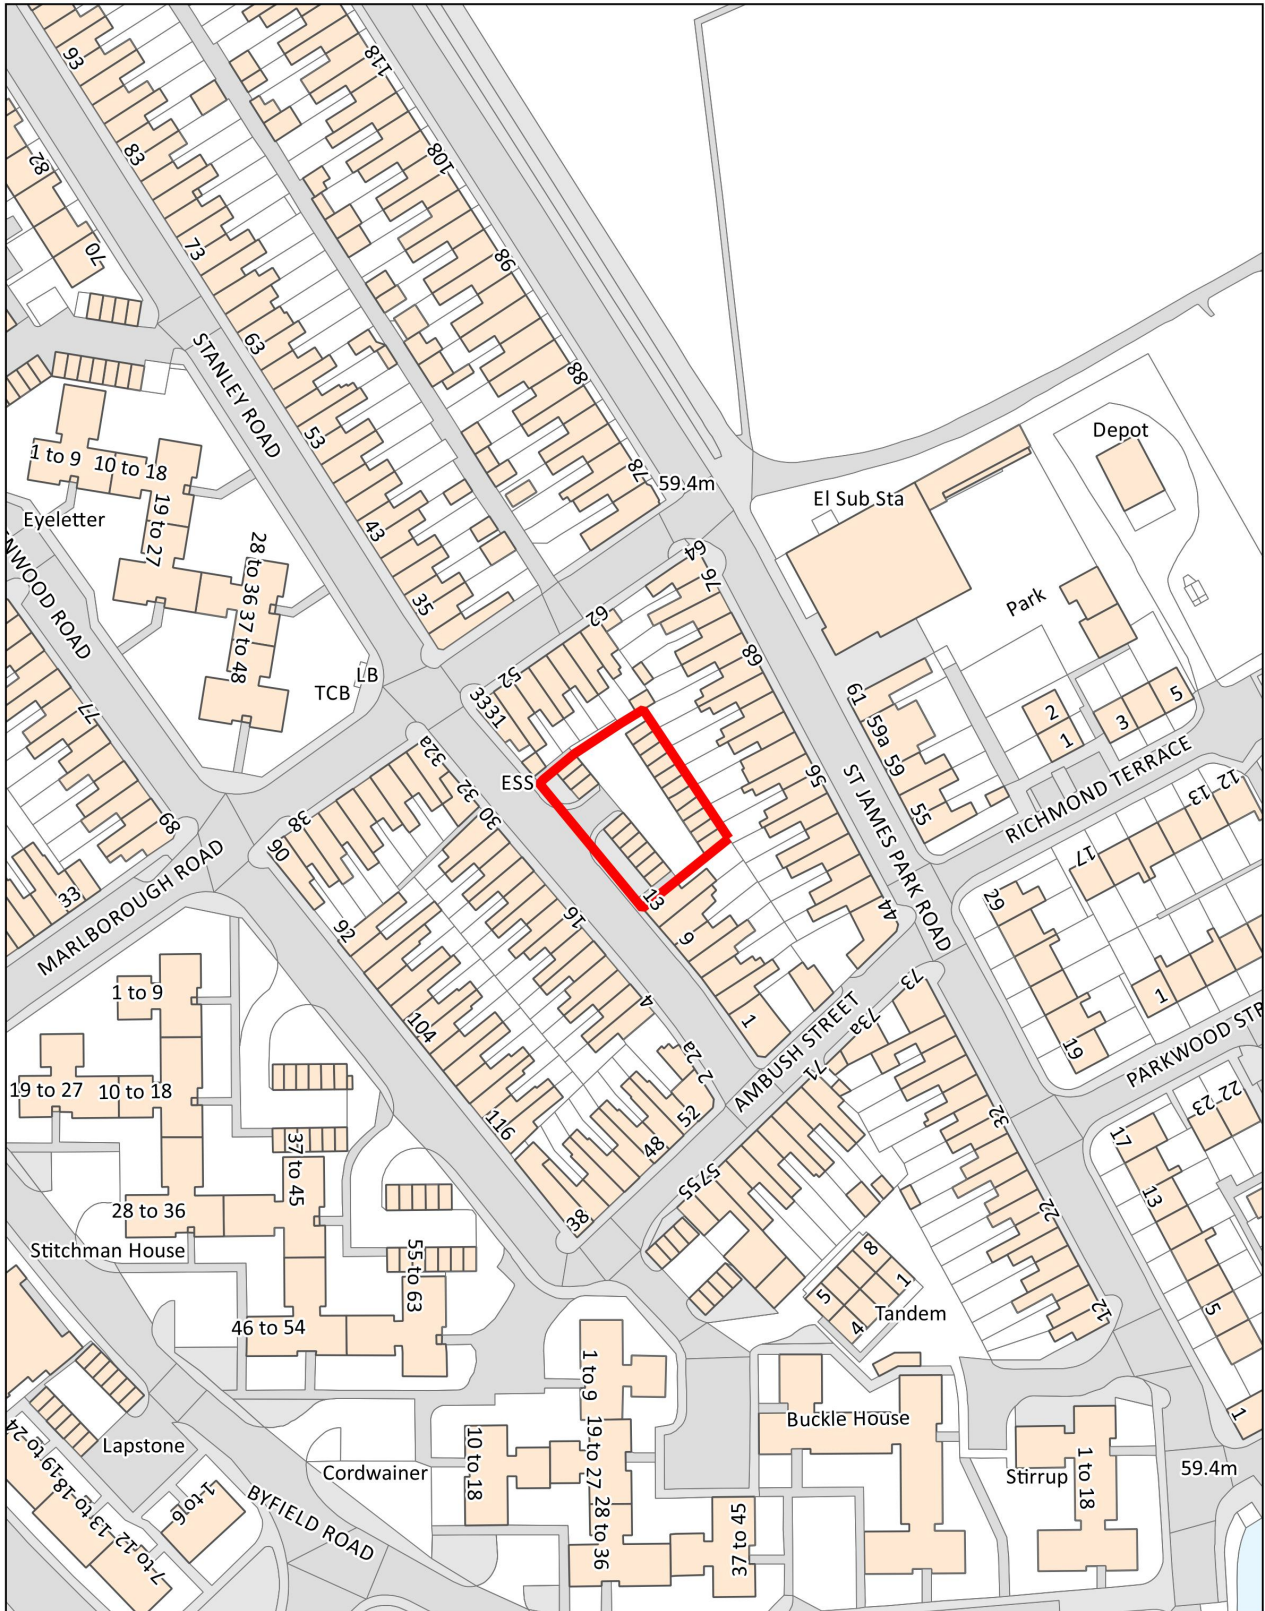 93
118
82
83
108
70
73
98
63
STANLEY ROAD
88
53
78
59.4m
Depot
El Sub Sta
1 to 9
10 to 18
19 to 27
Eyeletter
43
28 to 36
37 to 48
ENWOOD ROAD
35
64
76
62
Park
68
LB
TCB
52
33
31
77
61
59a
59
55
2
1
3
5
32a
32
30
ESS
56
ST JAMES PARK ROAD
RICHMOND TERRACE
12
13
17
38
90
89
MARLBOROUGH ROAD
33
92
16
13
9
44
29
1 to 9
4
1
73
73a
71
AMBUSH STREET
1
19
PARKWOOD STR
104
19 to 27
10 to 18
2
2a
52
48
116
38
5755
32
22
23
17
13
5
1
37 to 45
28 to 36
Stitchman House
55 to 63
46 to 54
22
12
8
1
5
4
Tandem
1 to 9
19 to 27
28 to 36
10 to 18
37 to 45
Cordwainer
Buckle House
Stirrup
1 to 18
59.4m
Lapstone
BYFIELD ROAD
19 to 24
13 to 18
7 to 12
1 to 6